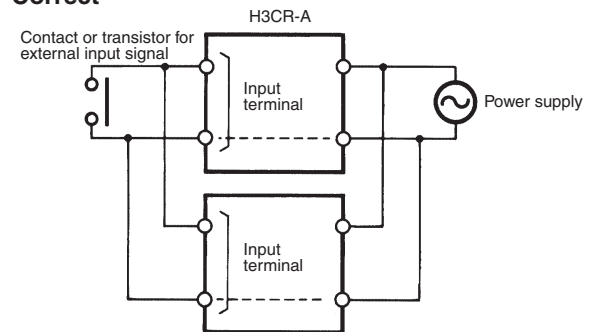 Correct
H3CR-A
Contact or transistor for
external input signal
Input
terminal
Power supply
Input
terminal